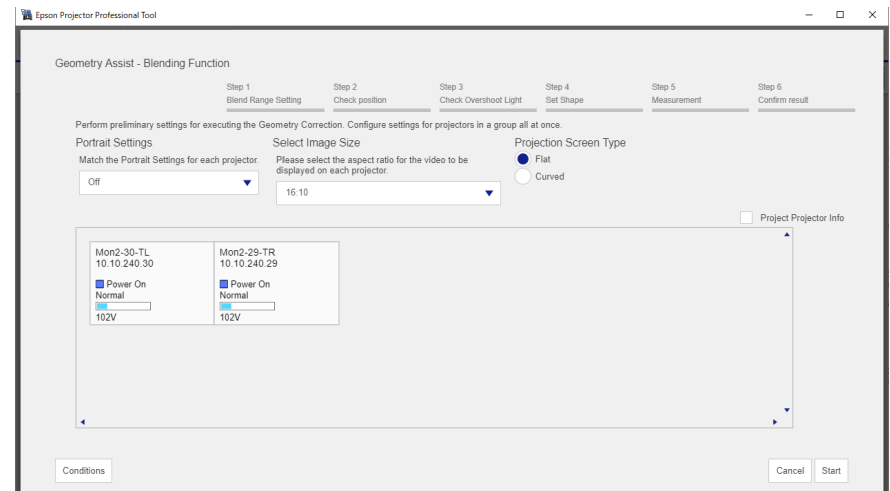 Epson Projector Professional Tool
Geometry Assist - Blending Function
Step 1
Blend Range Setting
Step 2
Check position
Step 3
Check Overshoot Light
Step 4
Set Shape
Step 5
Measurement
Step 6
Confirm result
Perform preliminary settings for executing the Geometry Correction. Configure settings for projectors in a group all at once.
Portrait Settings
Match the Portrait Settings for each projector.
Off
Select Image Size
Please select the aspect ratio for the video to be
displayed on each projector.
16:10
Projection Screen Type
Flat
Curved
Project Projector Info
Mon2-30-TL
10.10.240.30
Power On
Normal
102V
Mon2-29-TR
10.10.240.29
Power On
Normal
102V
Conditions
Cancel
Start